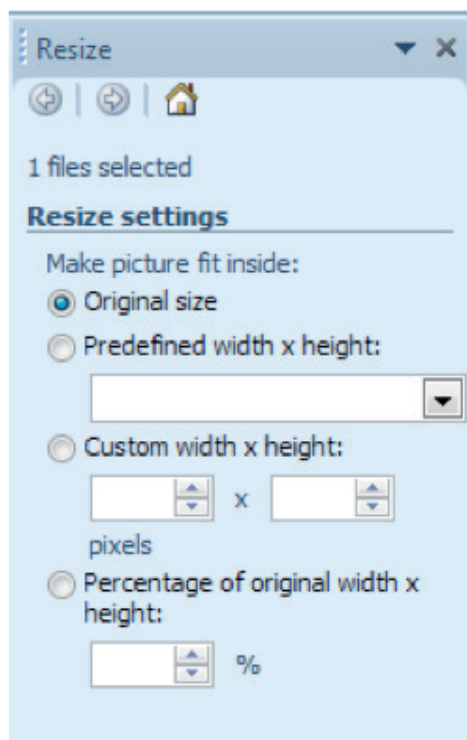 Resize
1 files selected
Resize settings
Make picture fit inside:
Original size
Predefined width x height:
Custom width x height:
x
pixels
Percentage of original width x
height:
%